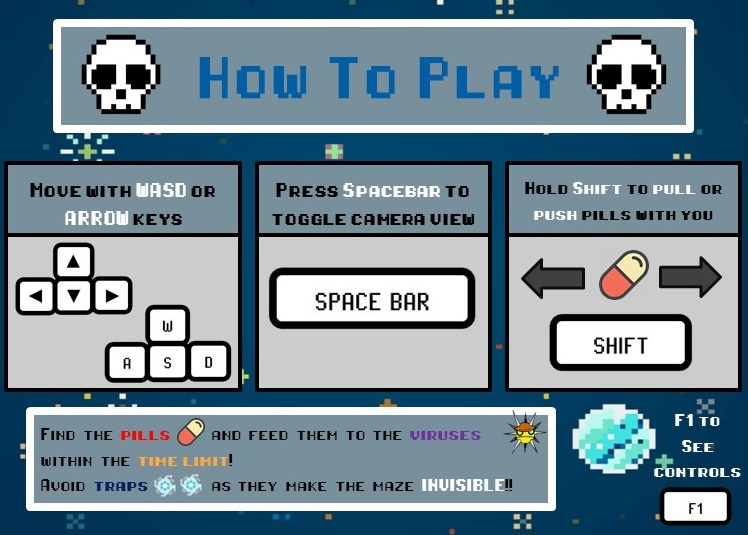 How To Play
Move with WASD or
ARROW keys
Press Spacebar to
toggle camera view
Hold Shift to pull or
push pills with you
W
A S D
SPACE BAR
SHIFT
Find the pills and feed them to the viruses
within the time limit!
Avoid traps as they make the maze invisible!!
F1 to
See
controls
F1